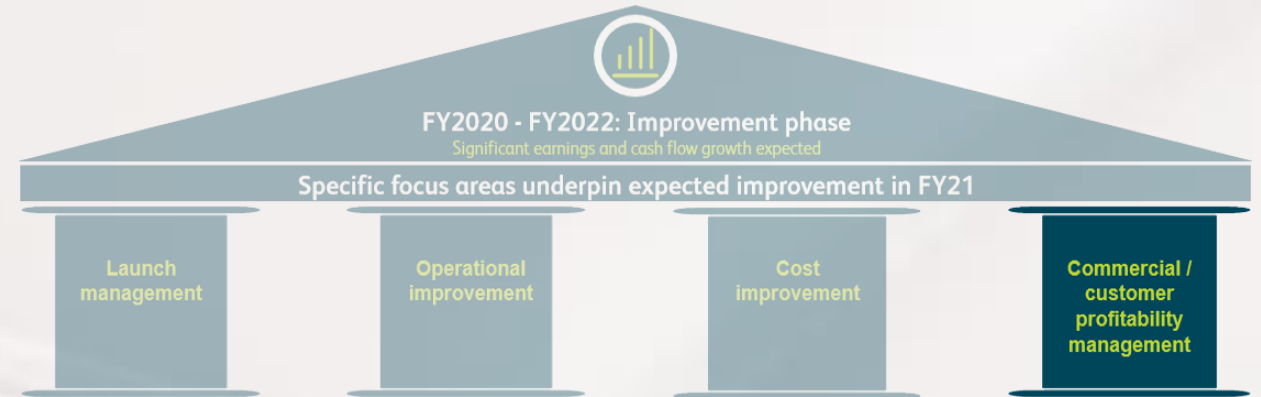 FY2020 - FY2022: Improvement phase
Significant earnings and cash flow growth expected
Specific focus areas underpin expected improvement in FY21
Launch
management
Operational
improvement
Cost
improvement
Commercial /
customer
profitability
management